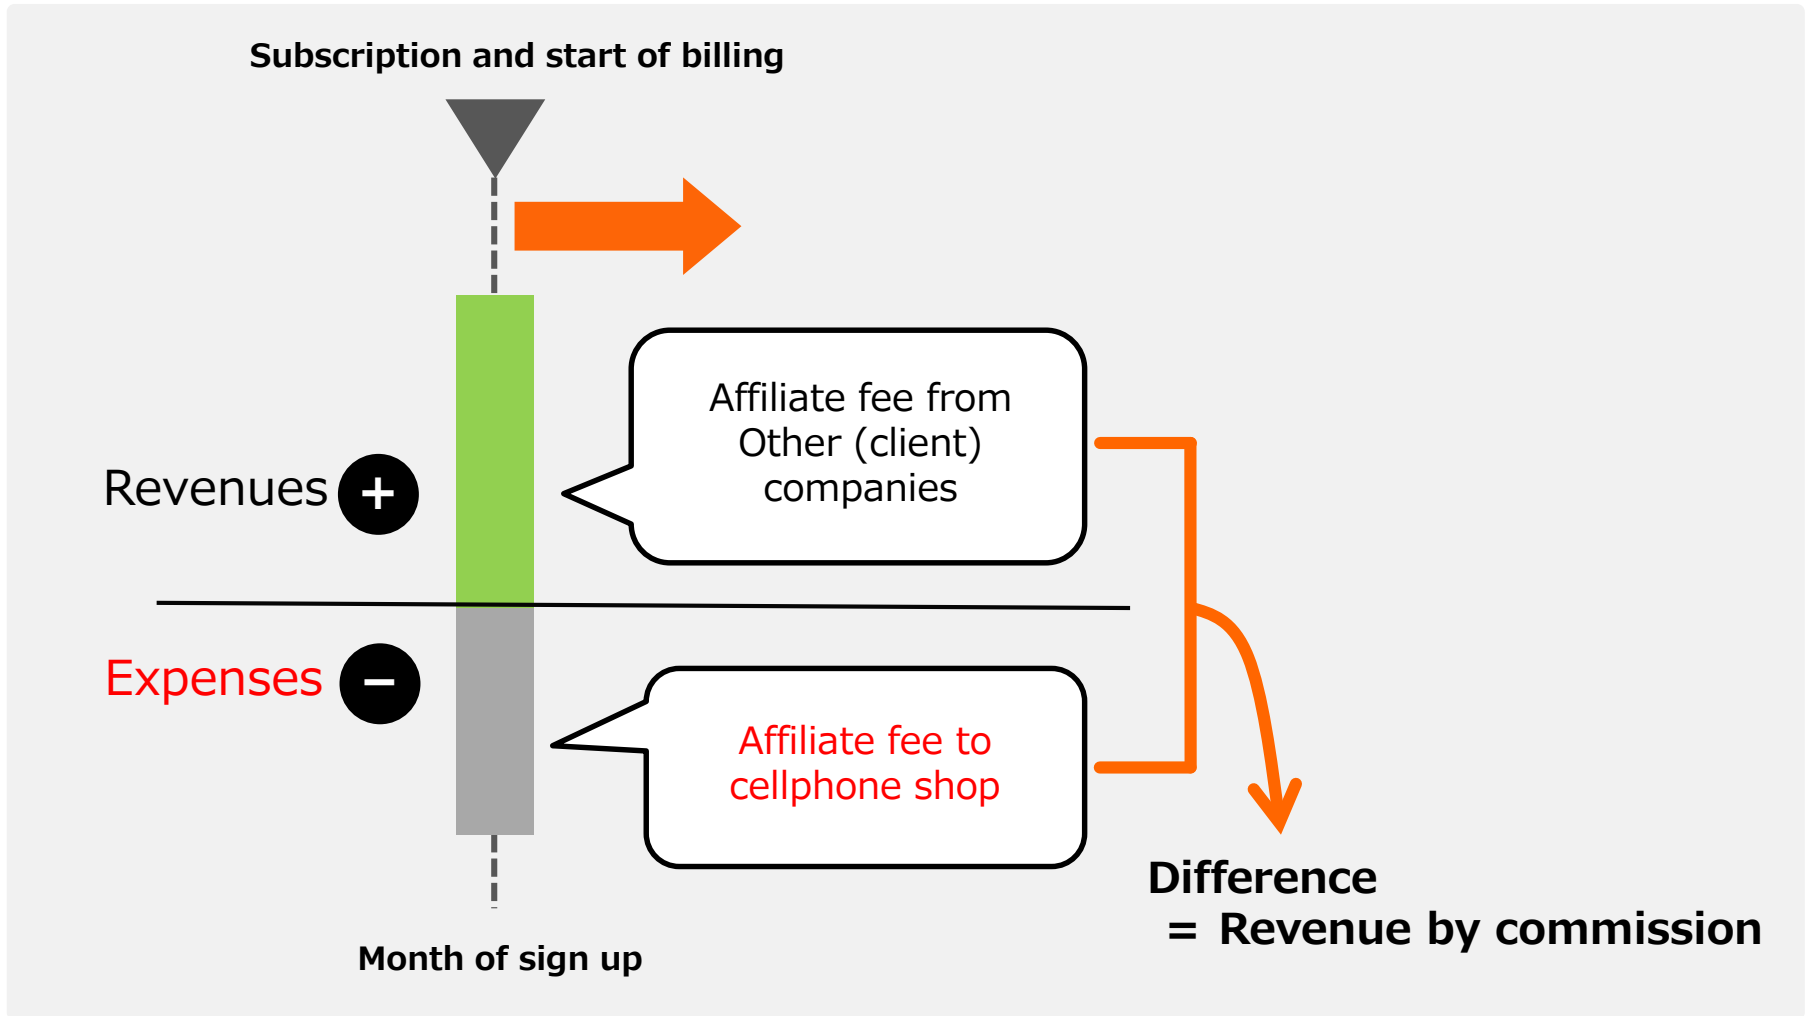 Subscription and start of billing
Affiliate fee from
Other (client)
companies
Revenues +
Expenses −
Affiliate fee to
cellphone shop
Difference
= Revenue by commission
Month of sign up